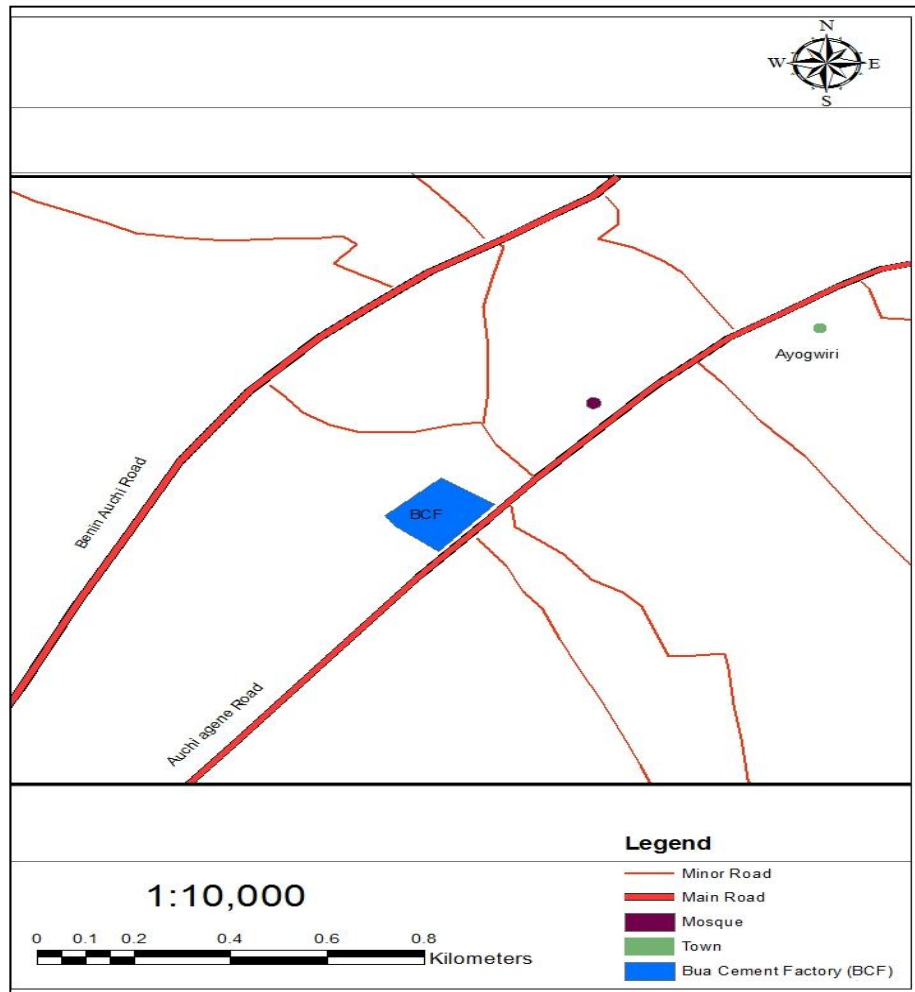 N
W E
S
Ayogwiri
Benin Auchi Road
BCF
Auchi agene Road
Legend
Minor Road
Main Road
Mosque
Town
Bua Cement Factory (BCF)
1:10,000
0 0.1 0.2 0.4 0.6 0.8
Kilometers